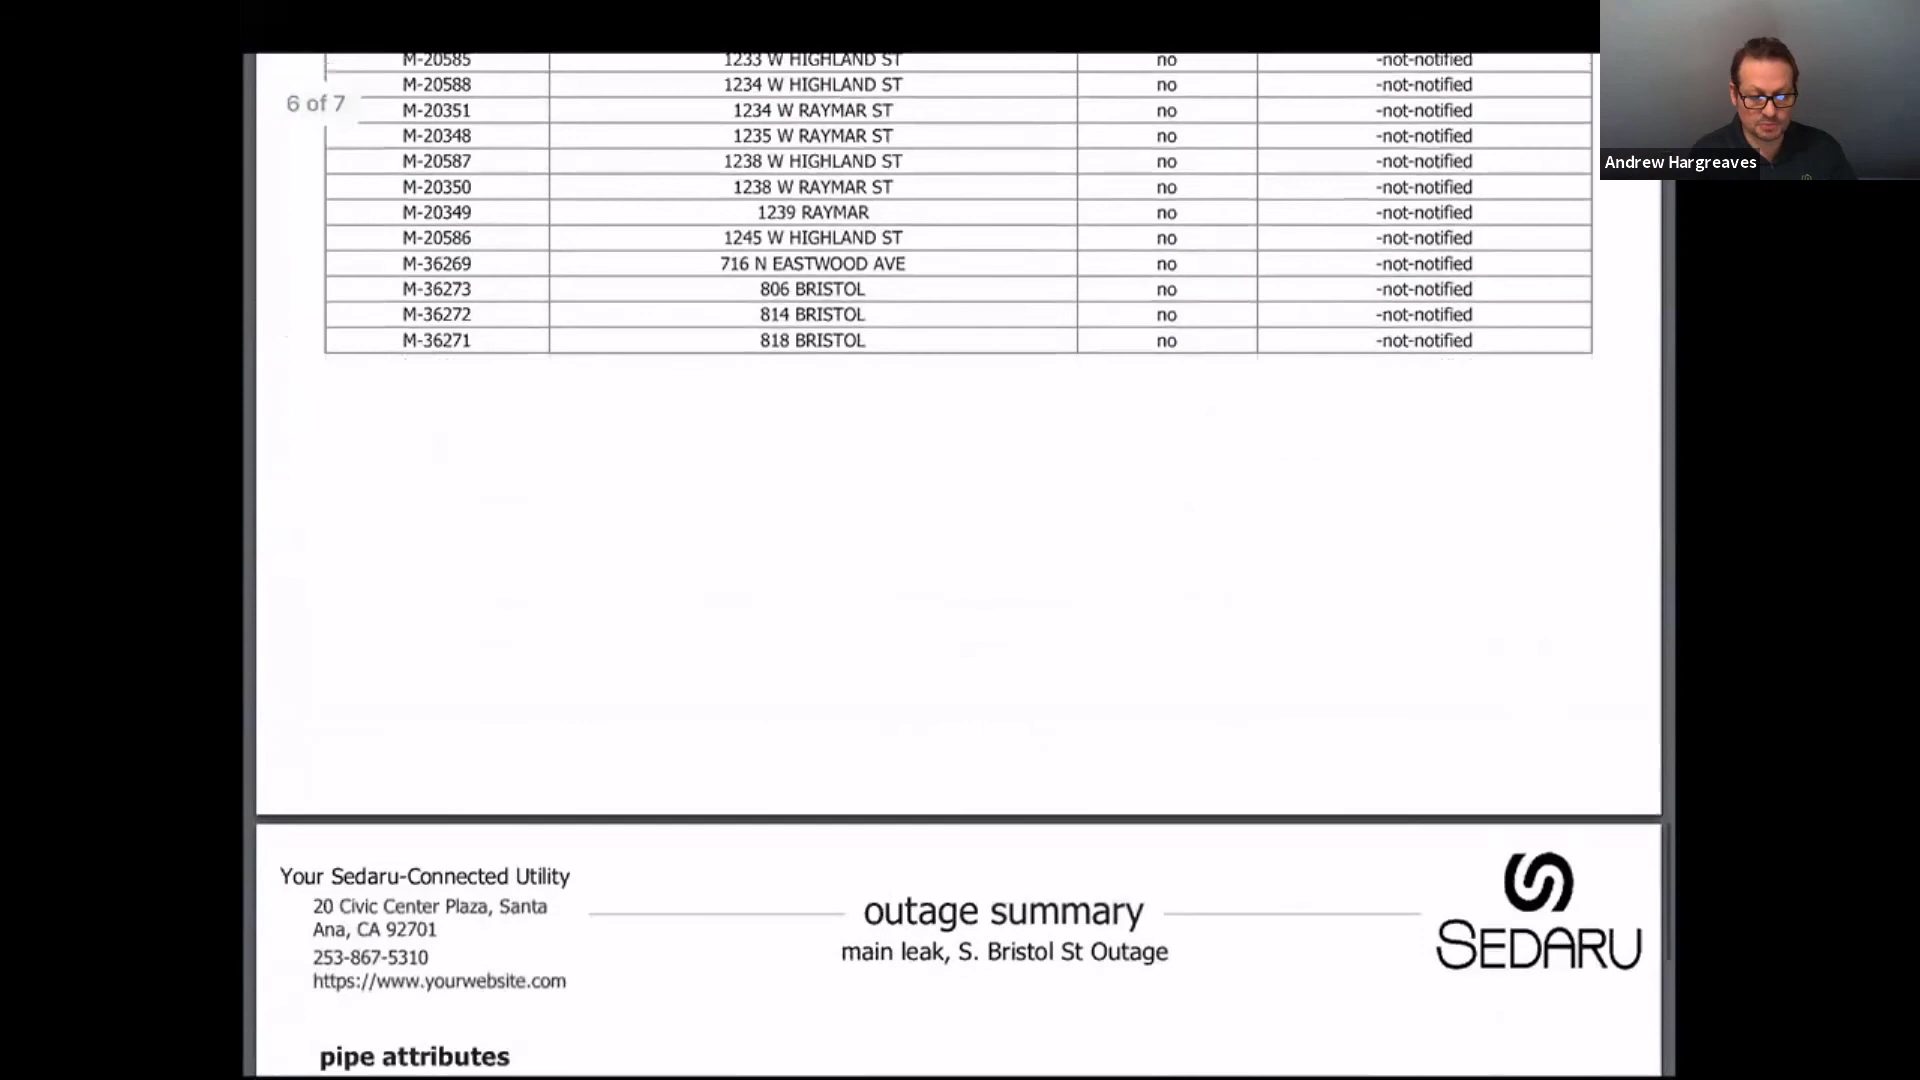 M-20585 1233 W HIGHLAND ST no -not-notified
M-20588 1234 W HIGHLAND ST no -not-notified
6 of 7
M-20351 1234 W RAYMAR ST no -not-notified
M-20348 1235 W RAYMAR ST no -not-notified
M-20587 1238 W HIGHLAND ST no -not-notified
M-20350 1238 W RAYMAR ST no -not-notified
M-20349 1239 RAYMAR no -not-notified
M-20586 1245 W HIGHLAND ST no -not-notified
M-36269 716 N EASTWOOD AVE no -not-notified
M-36273 806 BRISTOL no -not-notified
M-36272 814 BRISTOL no -not-notified
M-36271 818 BRISTOL no -not-notified
Andrew Hargreaves
Your Sedaru-Connected Utility
20 Civic Center Plaza, Santa
Ana, CA 92701
253-867-5310
https://www.yourwebsite.com
outage summary
main leak, S. Bristol St Outage
SEDARU
pipe attributes